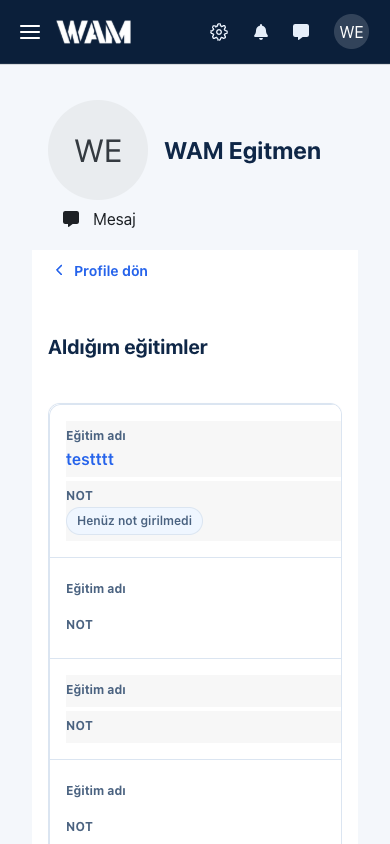 WAM
WE
WE
WAM Egitmen
Mesaj
Profile dön
Aldığım eğitimler
Eğitim adı
testttt
NOT
Henüz not girilmedi
Eğitim adı
NOT
Eğitim adı
NOT
Eğitim adı
NOT